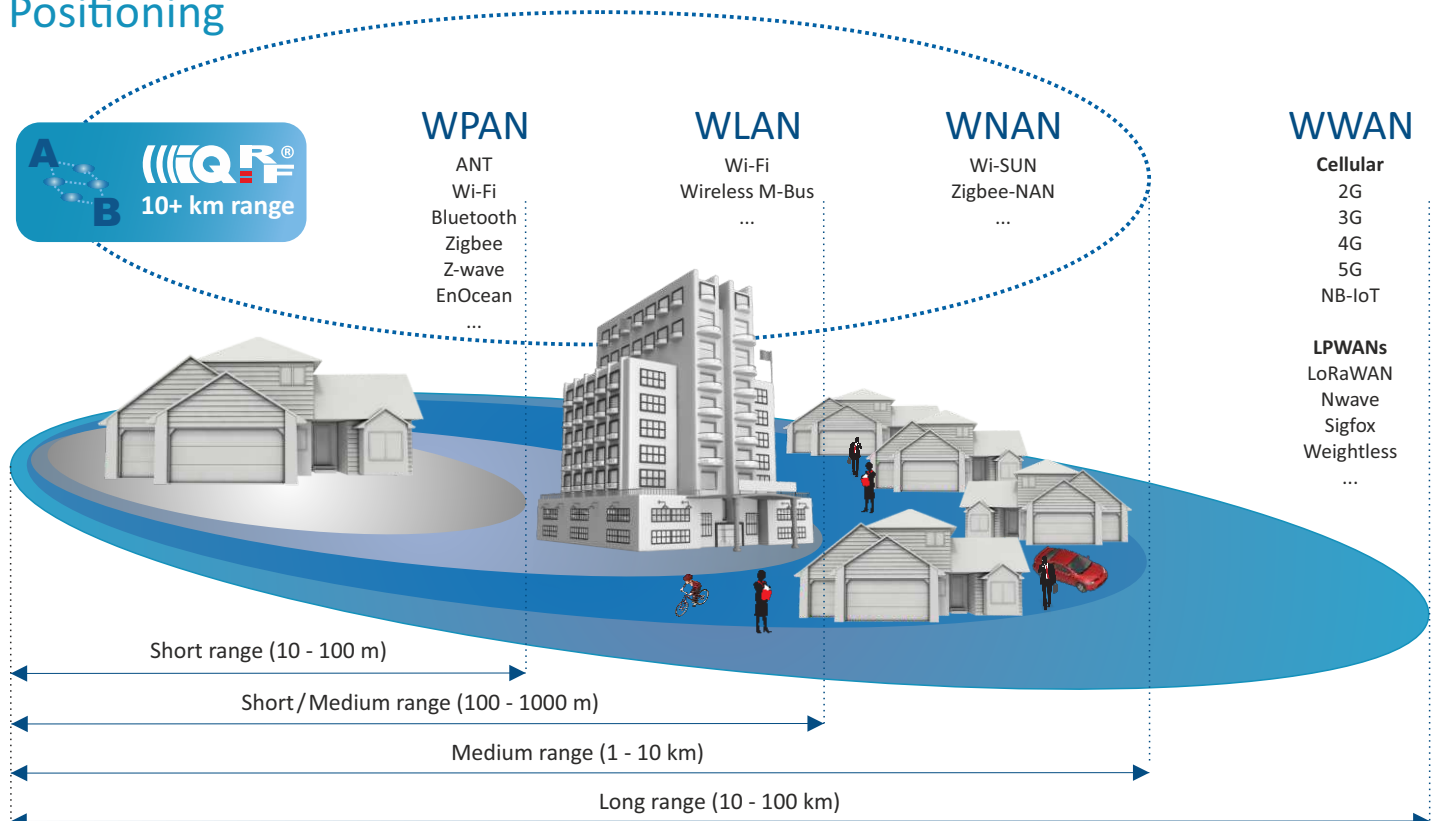 Positioning
A
B
IQRF®
10+ km range
WPAN
ANT
Wi-Fi
Bluetooth
Zigbee
Z-wave
EnOcean
...
WLAN
Wi-Fi
Wireless M-Bus
...
WNAN
Wi-SUN
Zigbee-NAN
...
WWAN
Cellular
2G
3G
4G
5G
NB-IoT
LPWANs
LoRaWAN
Nwave
Sigfox
Weightless
...
Short range (10 - 100 m)
Short/Medium range (100 - 1000 m)
Medium range (1 - 10 km)
Long range (10 - 100 km)